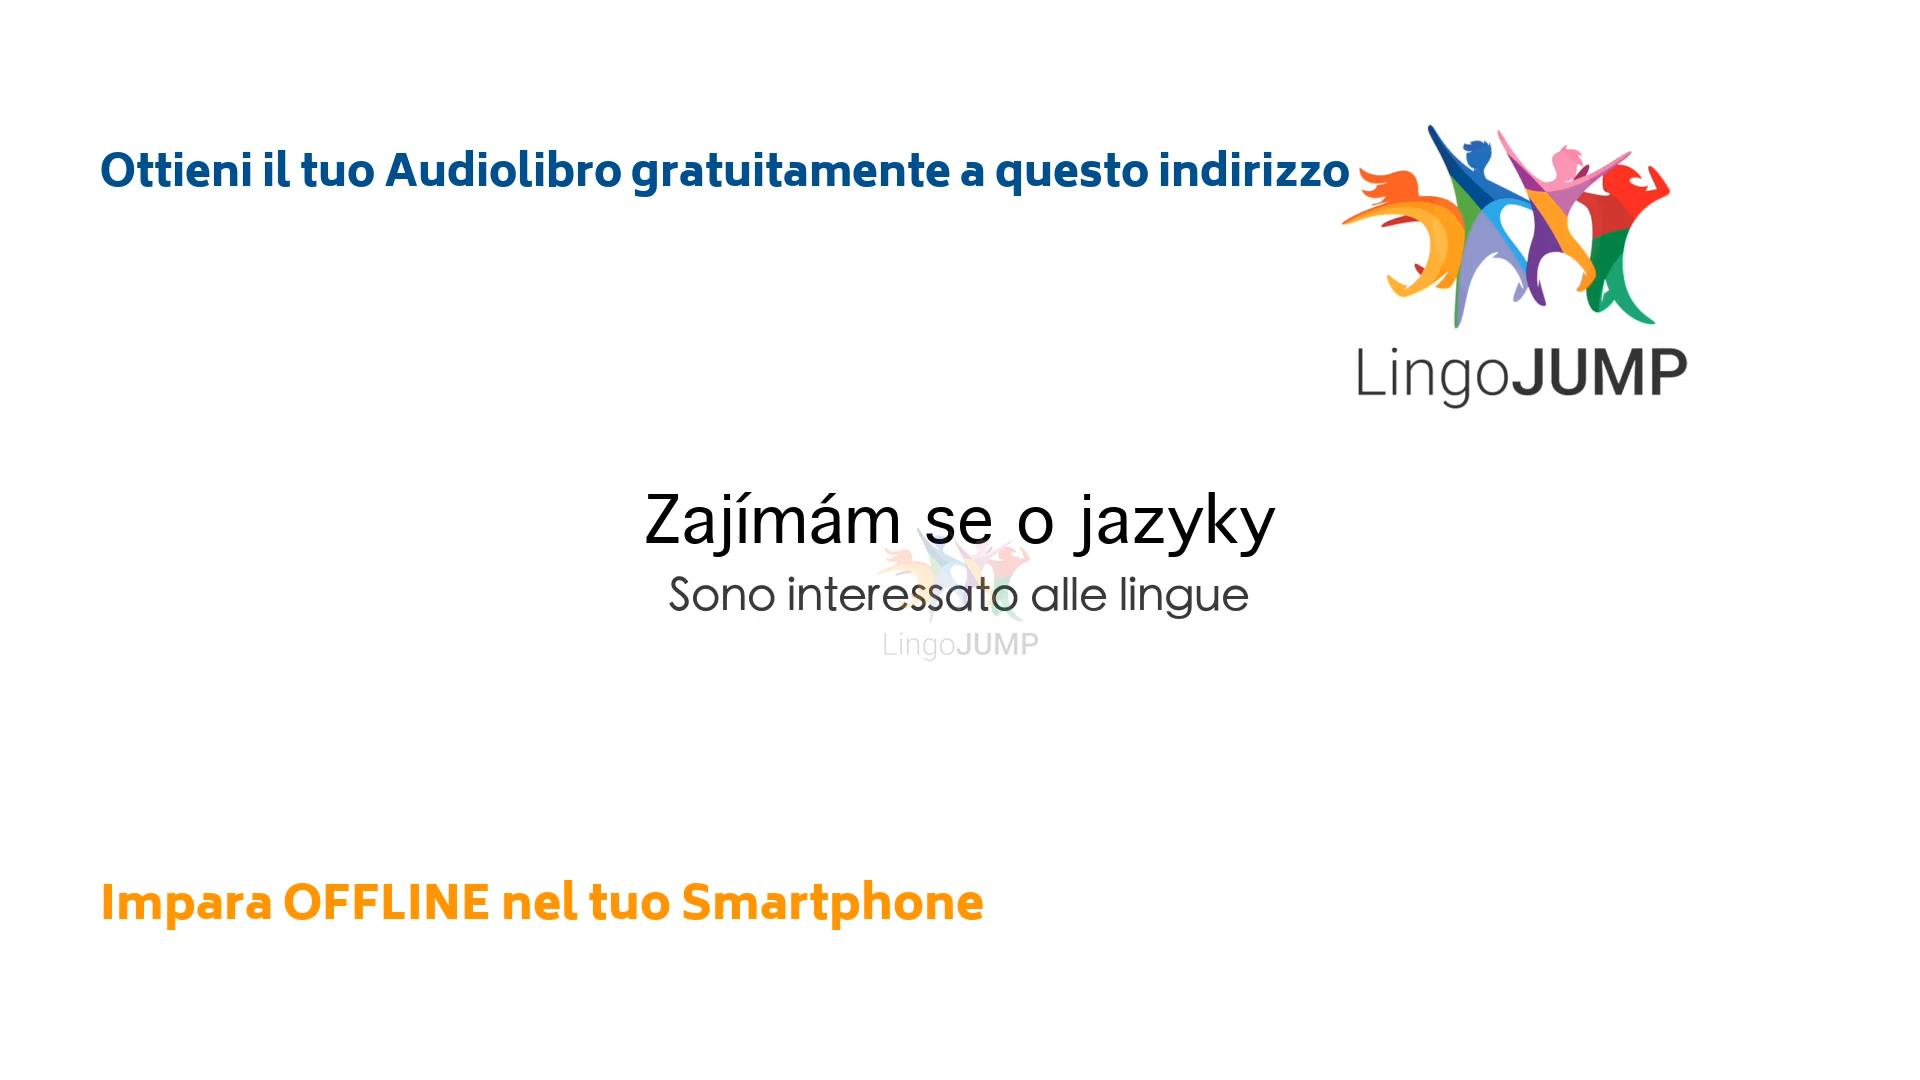 Ottieni il tuo Audiolibro gratuitamente a questo indirizzo
LingoJUMP
Zajímám se o jazyky
Sono interessato alle lingue
LingoJUMP
Impara OFFLINE nel tuo Smartphone